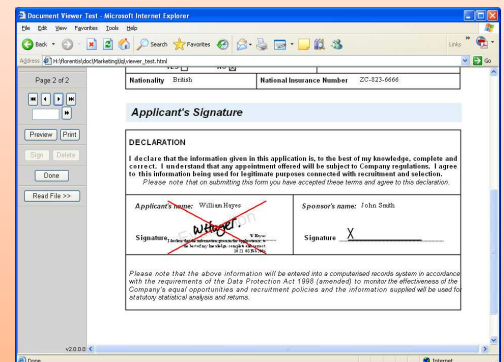 Document Viewer Test - Microsoft Internet Explorer
File Edit View Favorites Tools Help
Back Search Favorites Links
Address H:\florentis\doc\Marketing\lql\viewer_test.html Go
Page 2 of 2
Preview Print
Sign Delete
Done
Read File >>
v2.0.0.0
YES NO
Nationality British National Insurance Number ZC-823-6666
Applicant's Signature
DECLARATION
I declare that the information given in this application is, to the best of my knowledge, complete and
correct. I understand that any appointment offered will be subject to Company regulations. I agree
to this information being used for legitimate purposes connected with recruitment and selection.
Please note that on submitting this form you have accepted these terms and agree to this declaration.
Applicant's name: William Hayes Sponsor's name: John Smith
Signature Signature X
Please note that the above information will be entered into a computerised records system in accordance
with the requirements of the Data Protection Act 1998 (amended) to monitor the effectiveness of the
Company's equal opportunities and recruitment policies and the information supplied will be used for
statutory statistical analysis and returns.
Done Internet